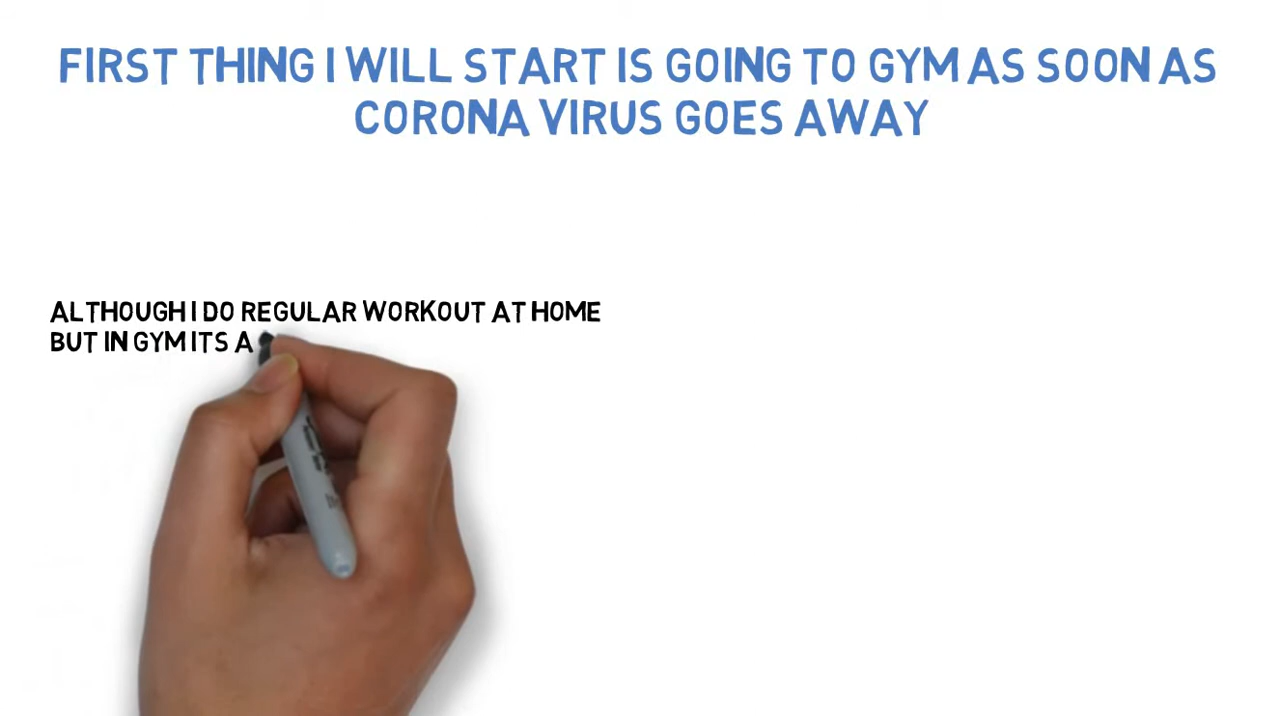 FIRST THING I WILL START IS GOING TO GYM AS SOON AS
CORONA VIRUS GOES AWAY
ALTHOUGH I DO REGULAR WORKOUT AT HOME
BUT IN GYM ITS A